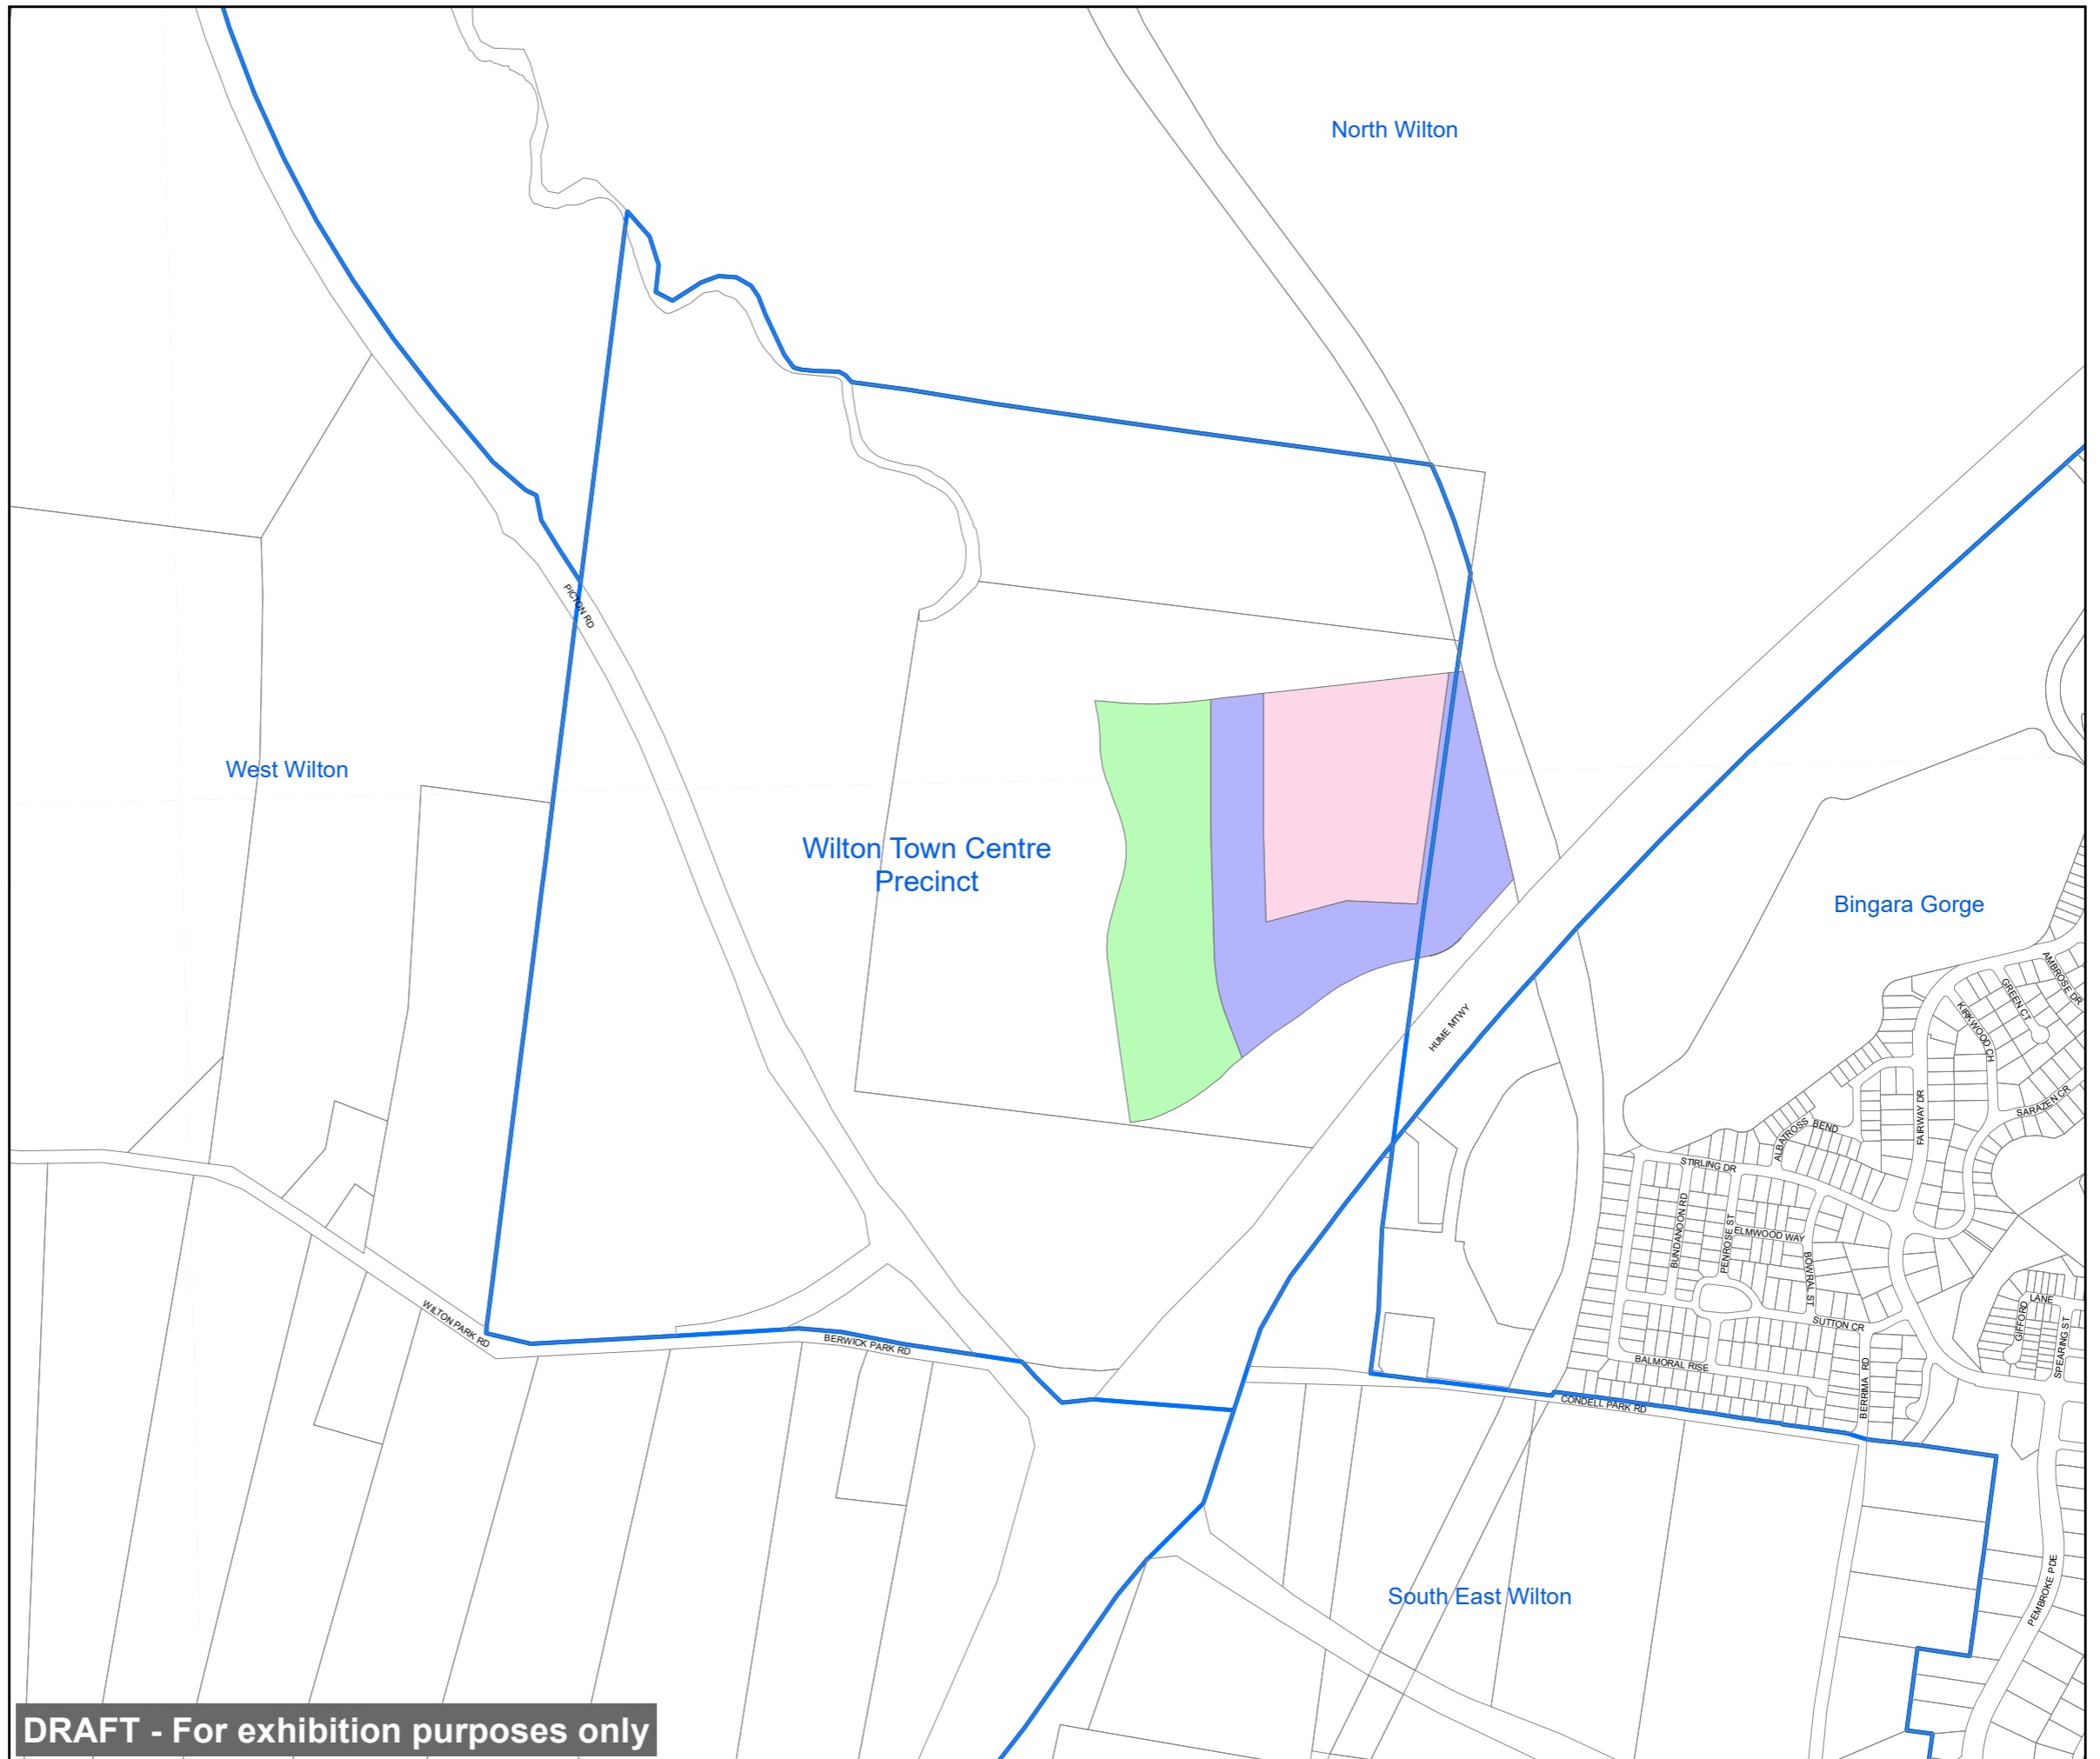 North Wilton
PICTON RD
West Wilton
Wilton Town Centre
Precinct
Bingara Gorge
AMBROSE DR
GREEN CT
KIRKWOOD CH
HUME MTWY
SARAZEN CR
FAIRWAY DR
ALBATROSS BEND
STIRLING DR
BUNDANOON RD
PENROSE ST
ELMWOOD WAY
BOWRAL ST
GIFFORD LANE
SPEARING ST
SUTTON CR
WILTON PARK RD
BERWICK PARK RD
BALMORAL RISE
BERRIMA RD
CONDELL PARK RD
South East Wilton
PEMBROKE PDE
DRAFT - For exhibition purposes only